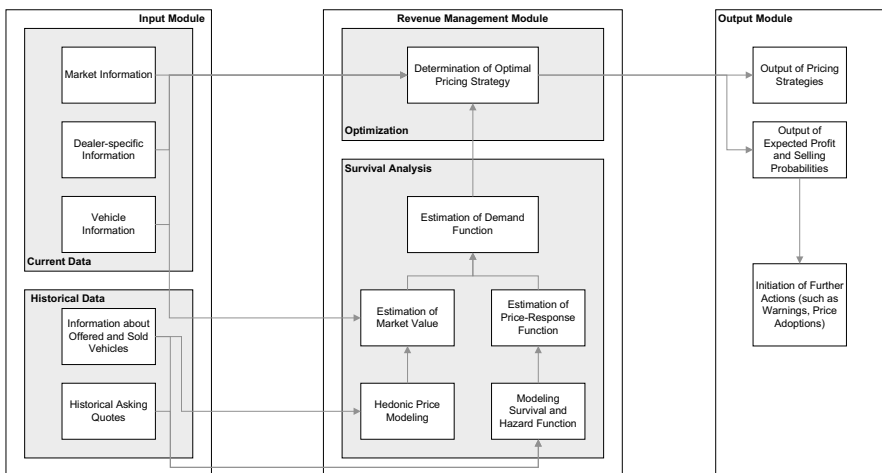 Input Module
Market Information
Dealer-specific
Information
Vehicle
Information
Current Data
Historical Data
Information about
Offered and Sold
Vehicles
Historical Asking
Quotes
Revenue Management Module
Determination of Optimal
Pricing Strategy
Optimization
Survival Analysis
Estimation of Demand
Function
Estimation of
Market Value
Estimation of
Price-Response
Function
Hedonic Price
Modeling
Modeling
Survival and
Hazard Function
Output Module
Output of Pricing
Strategies
Output of
Expected Profit
and Selling
Probabilities
Initiation of Further
Actions (such as
Warnings, Price
Adoptions)